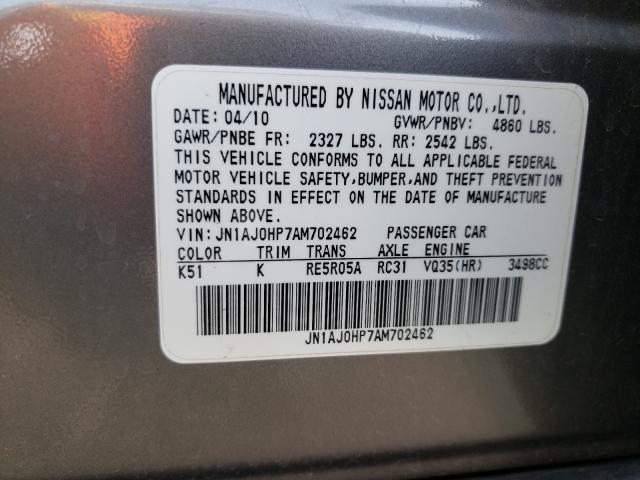 MANUFACTURED BY NISSAN MOTOR CO.,LTD.
DATE: 04/10 GVWR/PNBV: 4860 LBS.
GAWR/PNBE FR: 2327 LBS. RR: 2542 LBS.
THIS VEHICLE CONFORMS TO ALL APPLICABLE FEDERAL
MOTOR VEHICLE SAFETY,BUMPER,AND THEFT PREVENTION
STANDARDS IN EFFECT ON THE DATE OF MANUFACTURE
SHOWN ABOVE.
VIN: JN1AJ0HP7AM702462 PASSENGER CAR
COLOR TRIM TRANS AXLE ENGINE
K51 K RE5R05A RC31 VQ35(HR) 3498CC
JN1AJ0HP7AM702462